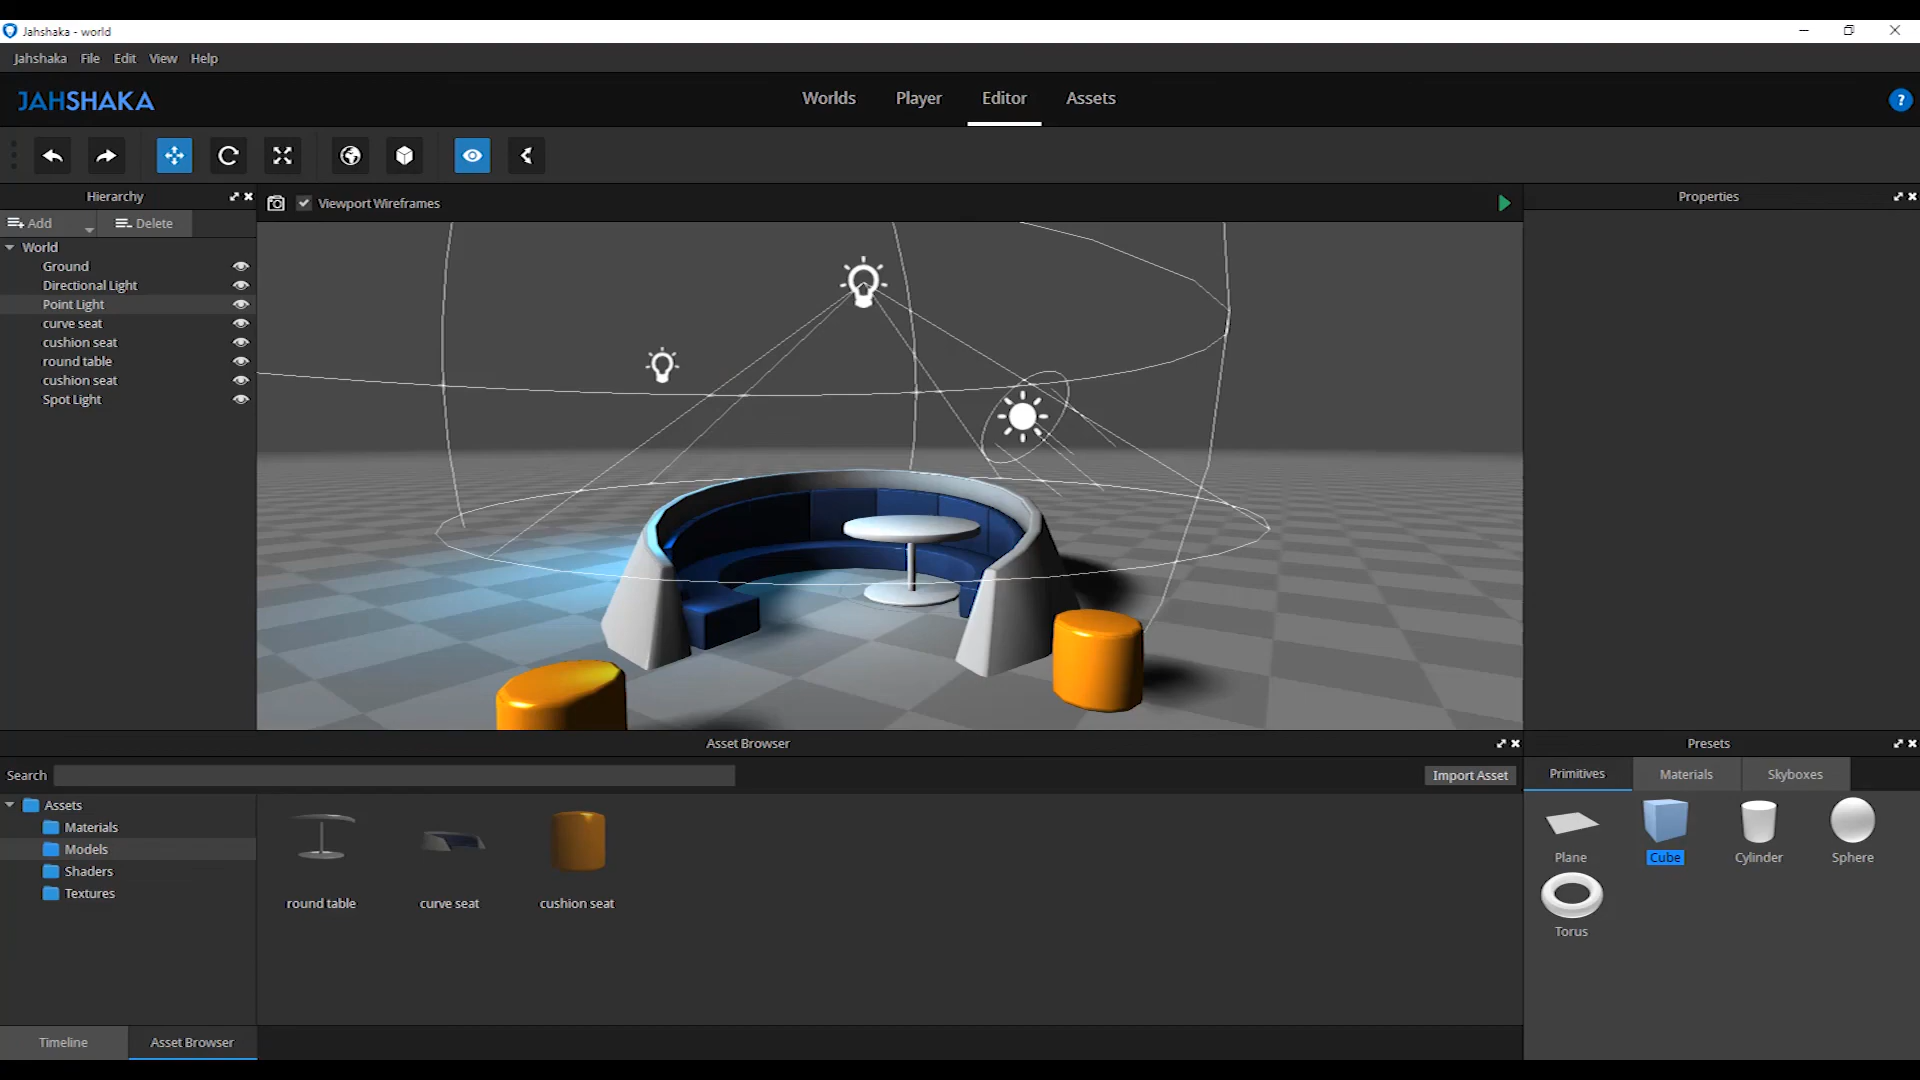 Jahshaka - world
Jahshaka File Edit View Help
JAHSHAKA
Worlds Player Editor Assets
?
Hierarchy
Viewport Wireframes
Properties
Add Delete
World
Ground
Directional Light
Point Light
curve seat
cushion seat
round table
cushion seat
Spot Light
Asset Browser
Presets
Search
Import Asset
Primitives Materials Skyboxes
Assets
Materials
Models
Shaders
Textures
round table curve seat cushion seat
Plane Cube Cylinder Sphere
Torus
Timeline Asset Browser